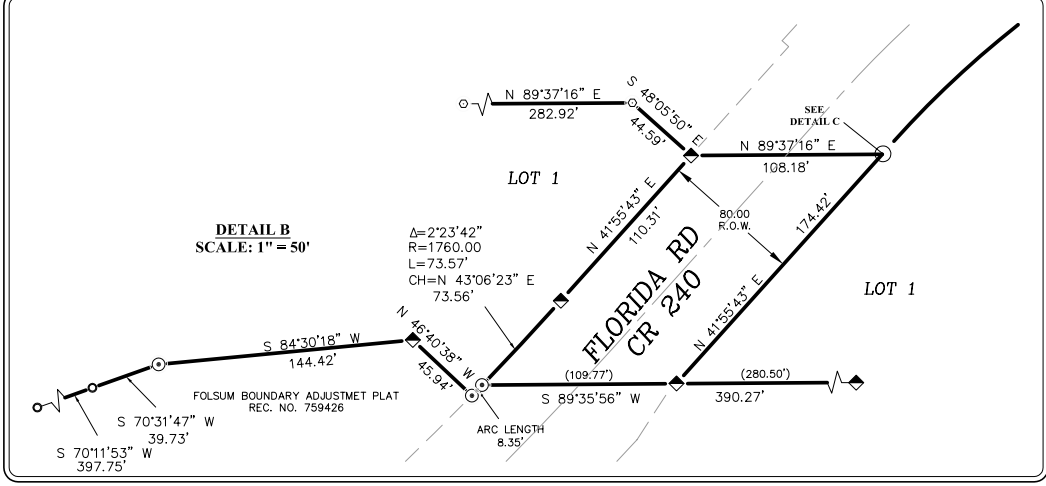 N 89°37'16" E
282.92'
S 48°05'50" E
44.59'
SEE
DETAIL C
N 89°37'16" E
108.18'
LOT 1
N 41°55'43" E
110.31'
80.00
R.O.W.
174.42'
N 41°55'43" E
DETAIL B
SCALE: 1" = 50'
Δ=2°23'42"
R=1760.00
L=73.57'
CH=N 43°06'23" E
73.56'
FLORIDA RD
CR 240
LOT 1
N 46°40'38" W
45.94'
S 84°30'18" W
144.42'
FOLSUM BOUNDARY ADJUSTMET PLAT
REC. NO. 759426
(109.77')
S 89°35'56" W
(280.50')
390.27'
ARC LENGTH
8.35'
S 70°31'47" W
39.73'
S 70°11'53" W
397.75'